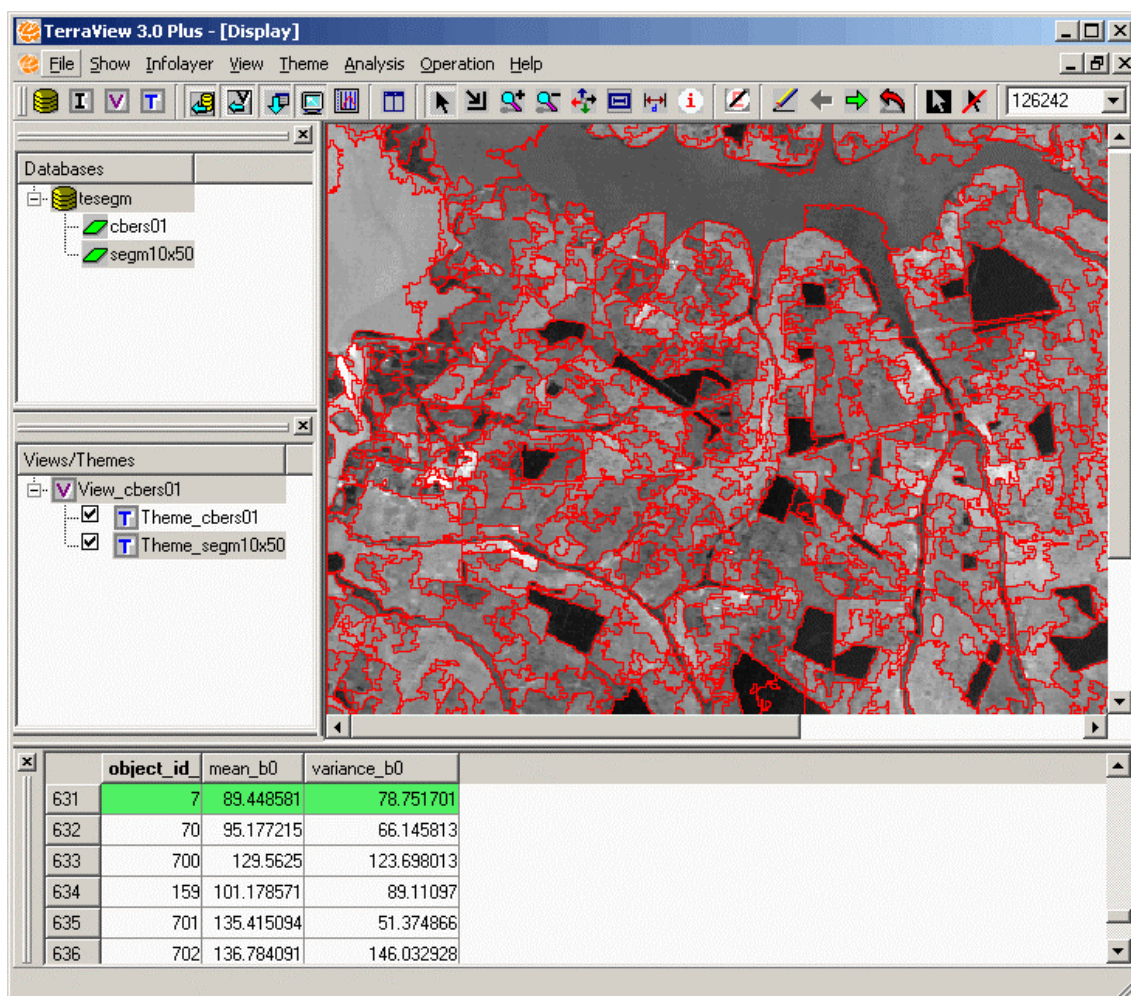 TerraView 3.0 Plus - [Display]
File Show Infolayer View Theme Analysis Operation Help
I V T 126242
Databases
tesegm
cbers01
segm10x50
Views/Themes
V View_cbers01
T Theme_cbers01
T Theme_segm10x50
object_id_ mean_b0 variance_b0
631 7 89.448581 78.751701
632 70 95.177215 66.145813
633 700 129.5625 123.698013
634 159 101.178571 89.11097
635 701 135.415094 51.374866
636 702 136.784091 146.032928